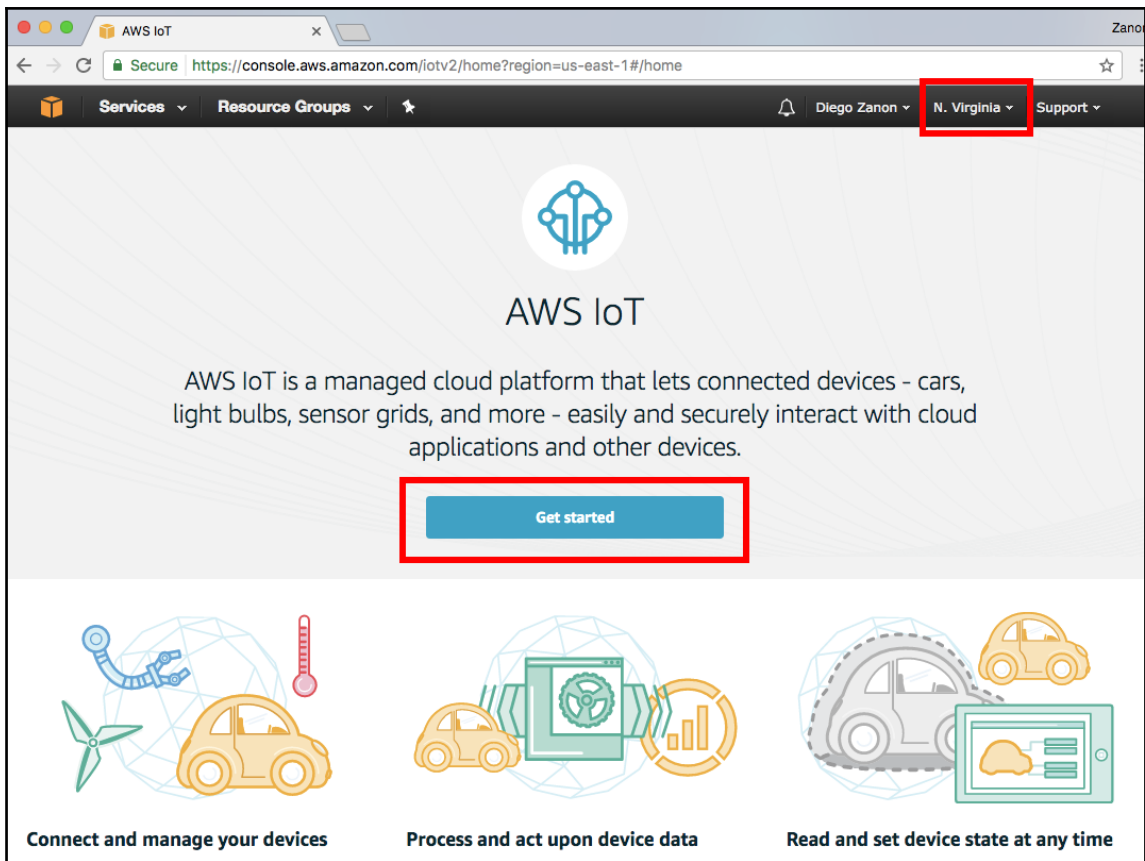 AWS IoT
Zanon
Secure https://console.aws.amazon.com/iotv2/home?region=us-east-1#/home
Services Resource Groups Diego Zanon N. Virginia Support
AWS IoT
AWS IoT is a managed cloud platform that lets connected devices - cars,
light bulbs, sensor grids, and more - easily and securely interact with cloud
applications and other devices.
Get started
Connect and manage your devices
Process and act upon device data
Read and set device state at any time